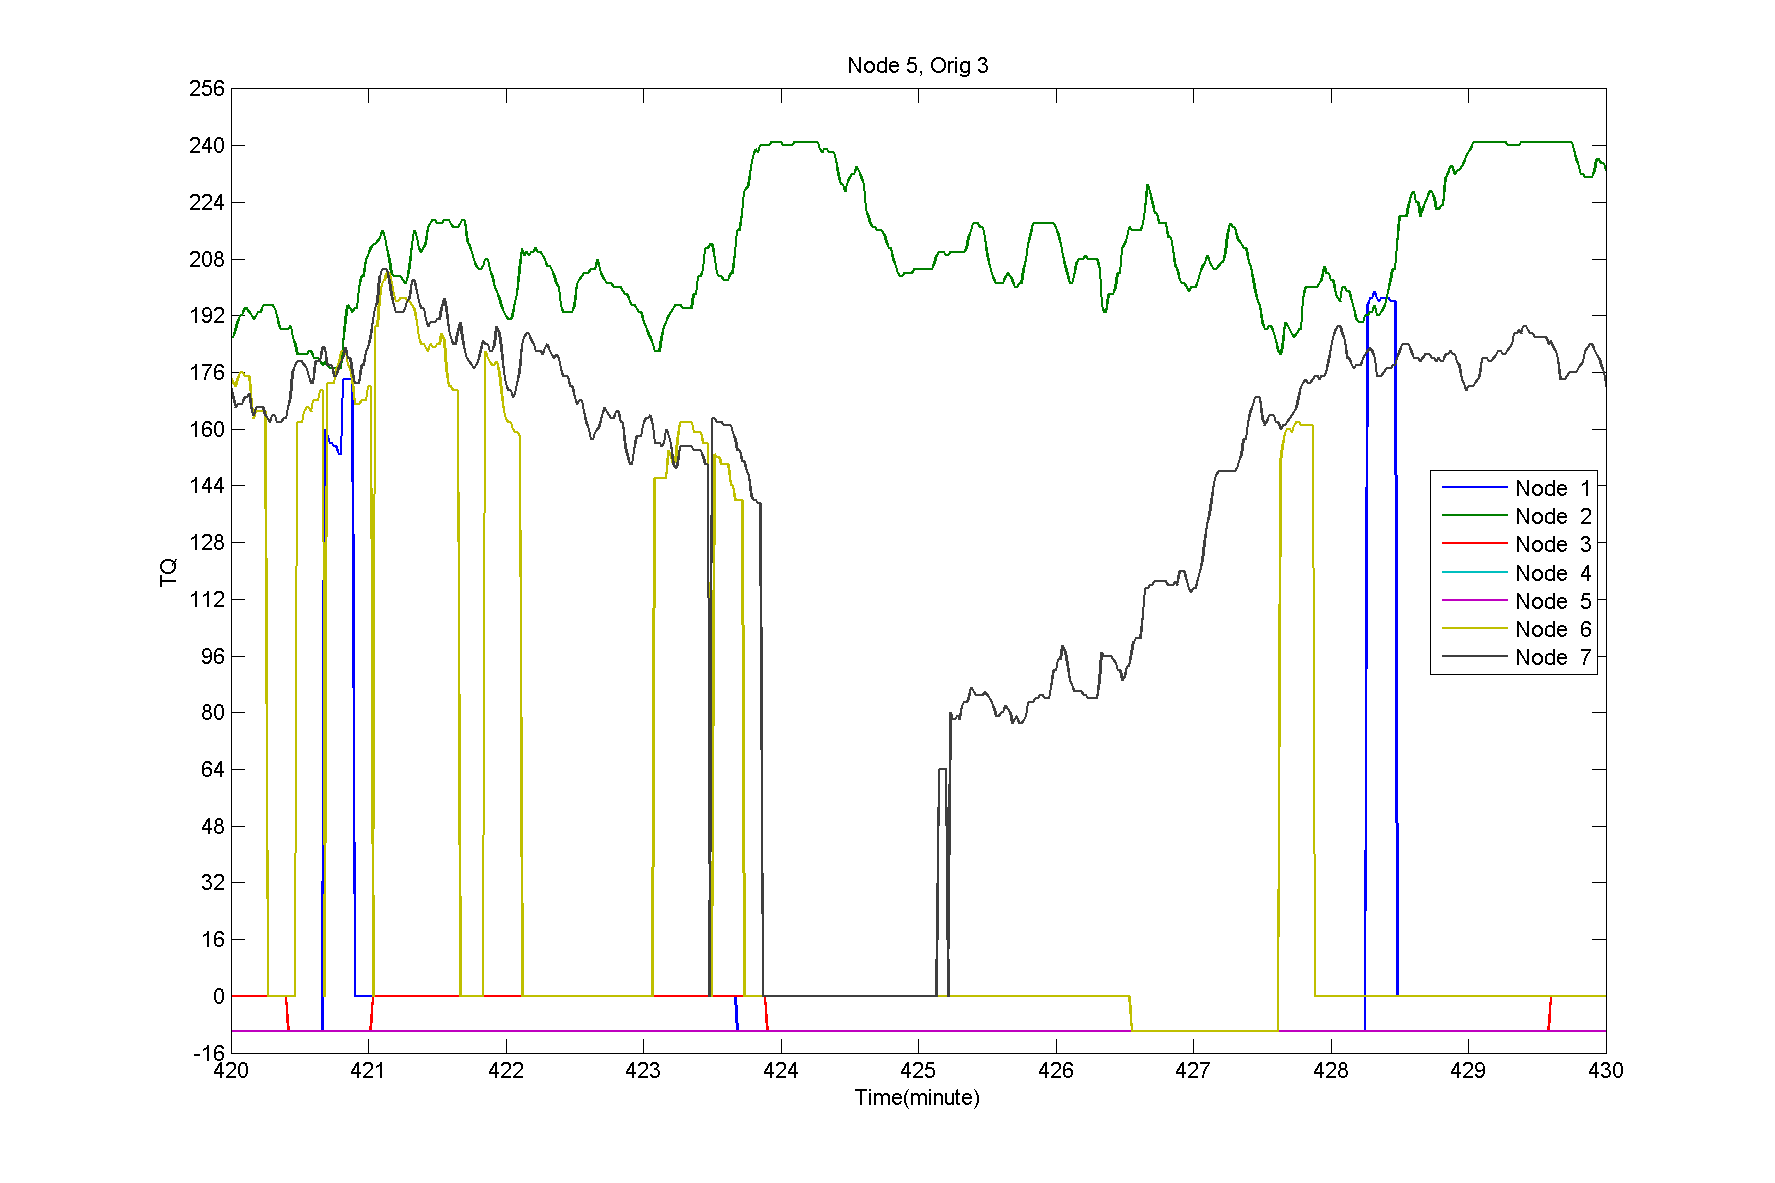 Node 5, Orig 3
256
240
224
208
192
176
160
144
128
112
96
80
64
48
32
16
0
-16
TQ
Node 1
Node 2
Node 3
Node 4
Node 5
Node 6
Node 7
420 421 422 423 424 425 426 427 428 429 430
Time(minute)